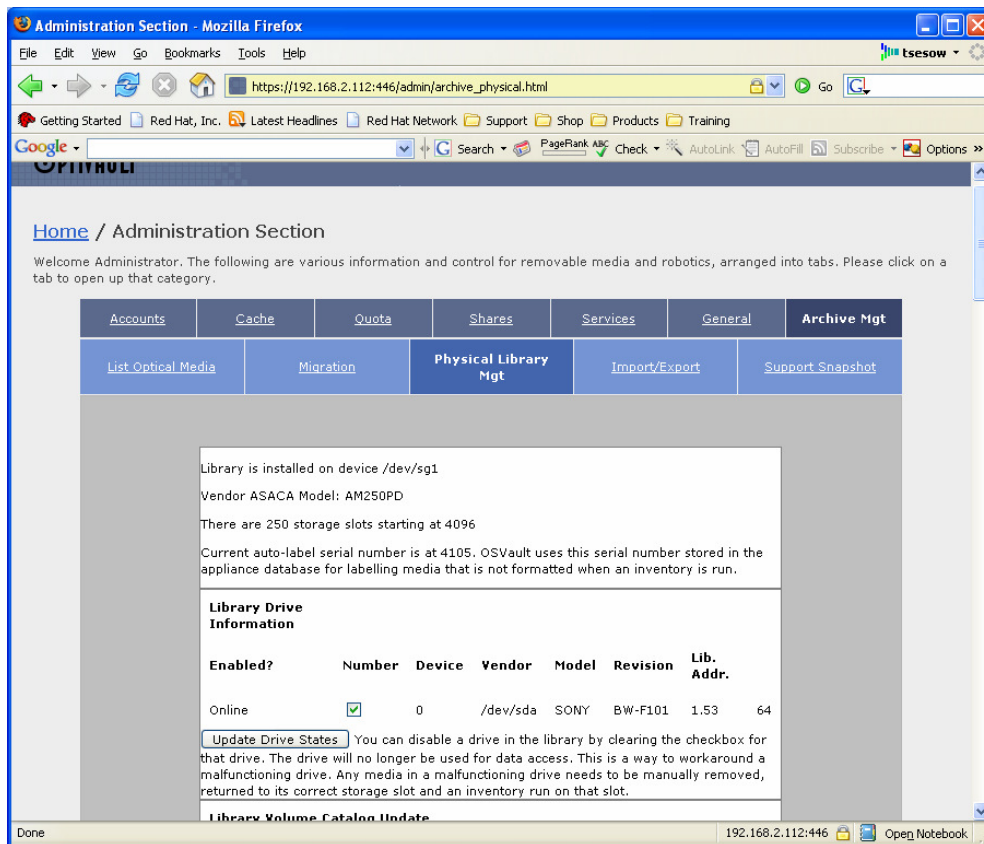 Administration Section - Mozilla Firefox
File Edit View Go Bookmarks Tools Help tsesow
https://192.168.2.112:446/admin/archive_physical.html Go G
Getting Started Red Hat, Inc. Latest Headlines Red Hat Network Support Shop Products Training
Google G Search PageRank ABC Check AutoLink AutoFill Subscribe Options »
OPTIVAULT
Home / Administration Section
Welcome Administrator. The following are various information and control for removable media and robotics, arranged into tabs. Please click on a
tab to open up that category.
Accounts Cache Quota Shares Services General Archive Mgt
List Optical Media Migration Physical Library Import/Export Support Snapshot
Mgt
Library is installed on device /dev/sg1
Vendor ASACA Model: AM250PD
There are 250 storage slots starting at 4096
Current auto-label serial number is at 4105. OSVault uses this serial number stored in the
appliance database for labelling media that is not formatted when an inventory is run.
Library Drive
Information
Enabled? Number Device Vendor Model Revision Lib.
Addr.
Online 0 /dev/sda SONY BW-F101 1.53 64
Update Drive States You can disable a drive in the library by clearing the checkbox for
that drive. The drive will no longer be used for data access. This is a way to workaround a
malfunctioning drive. Any media in a malfunctioning drive needs to be manually removed,
returned to its correct storage slot and an inventory run on that slot.
Library Volume Catalog Update
Done 192.168.2.112:446 Open Notebook